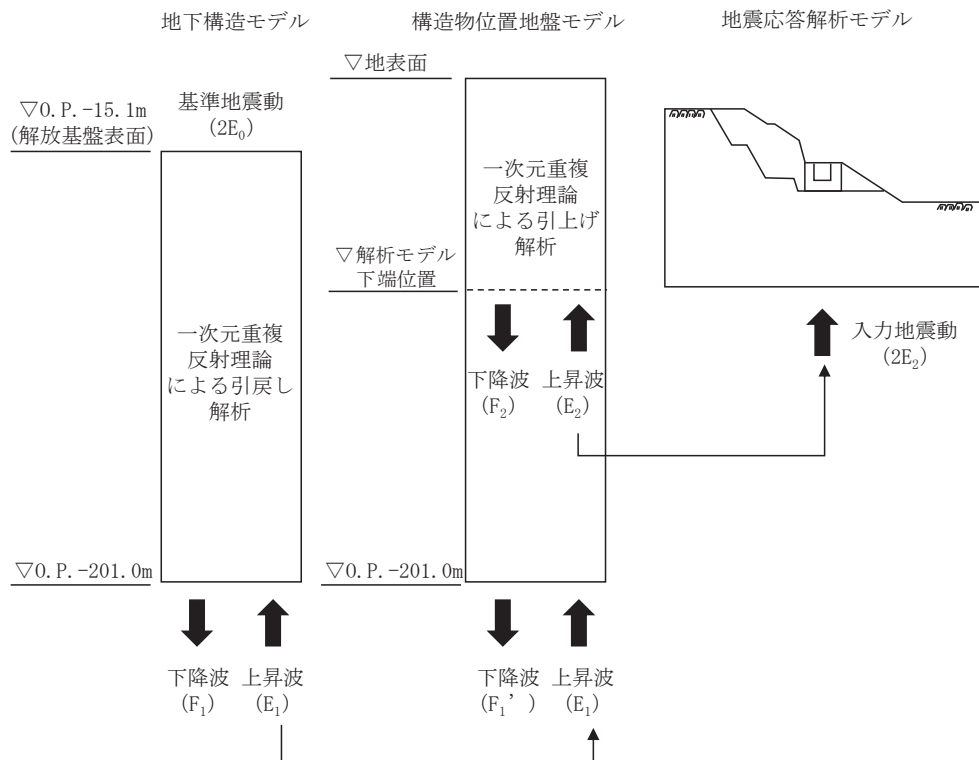 地下構造モデル
▽O.P.-15.1m
(解放基盤表面)
基準地震動
(2E₀)
一次元重複
反射理論
による引戻し
解析
▽O.P.-201.0m
下降波
(F₁)
上昇波
(E₁)
構造物位置地盤モデル
▽地表面
一次元重複
反射理論
による引上げ
解析
▽解析モデル
下端位置
下降波
(F₂)
上昇波
(E₂)
▽O.P.-201.0m
下降波
(F₁’)
上昇波
(E₁)
地震応答解析モデル
入力地震動
(2E₂)